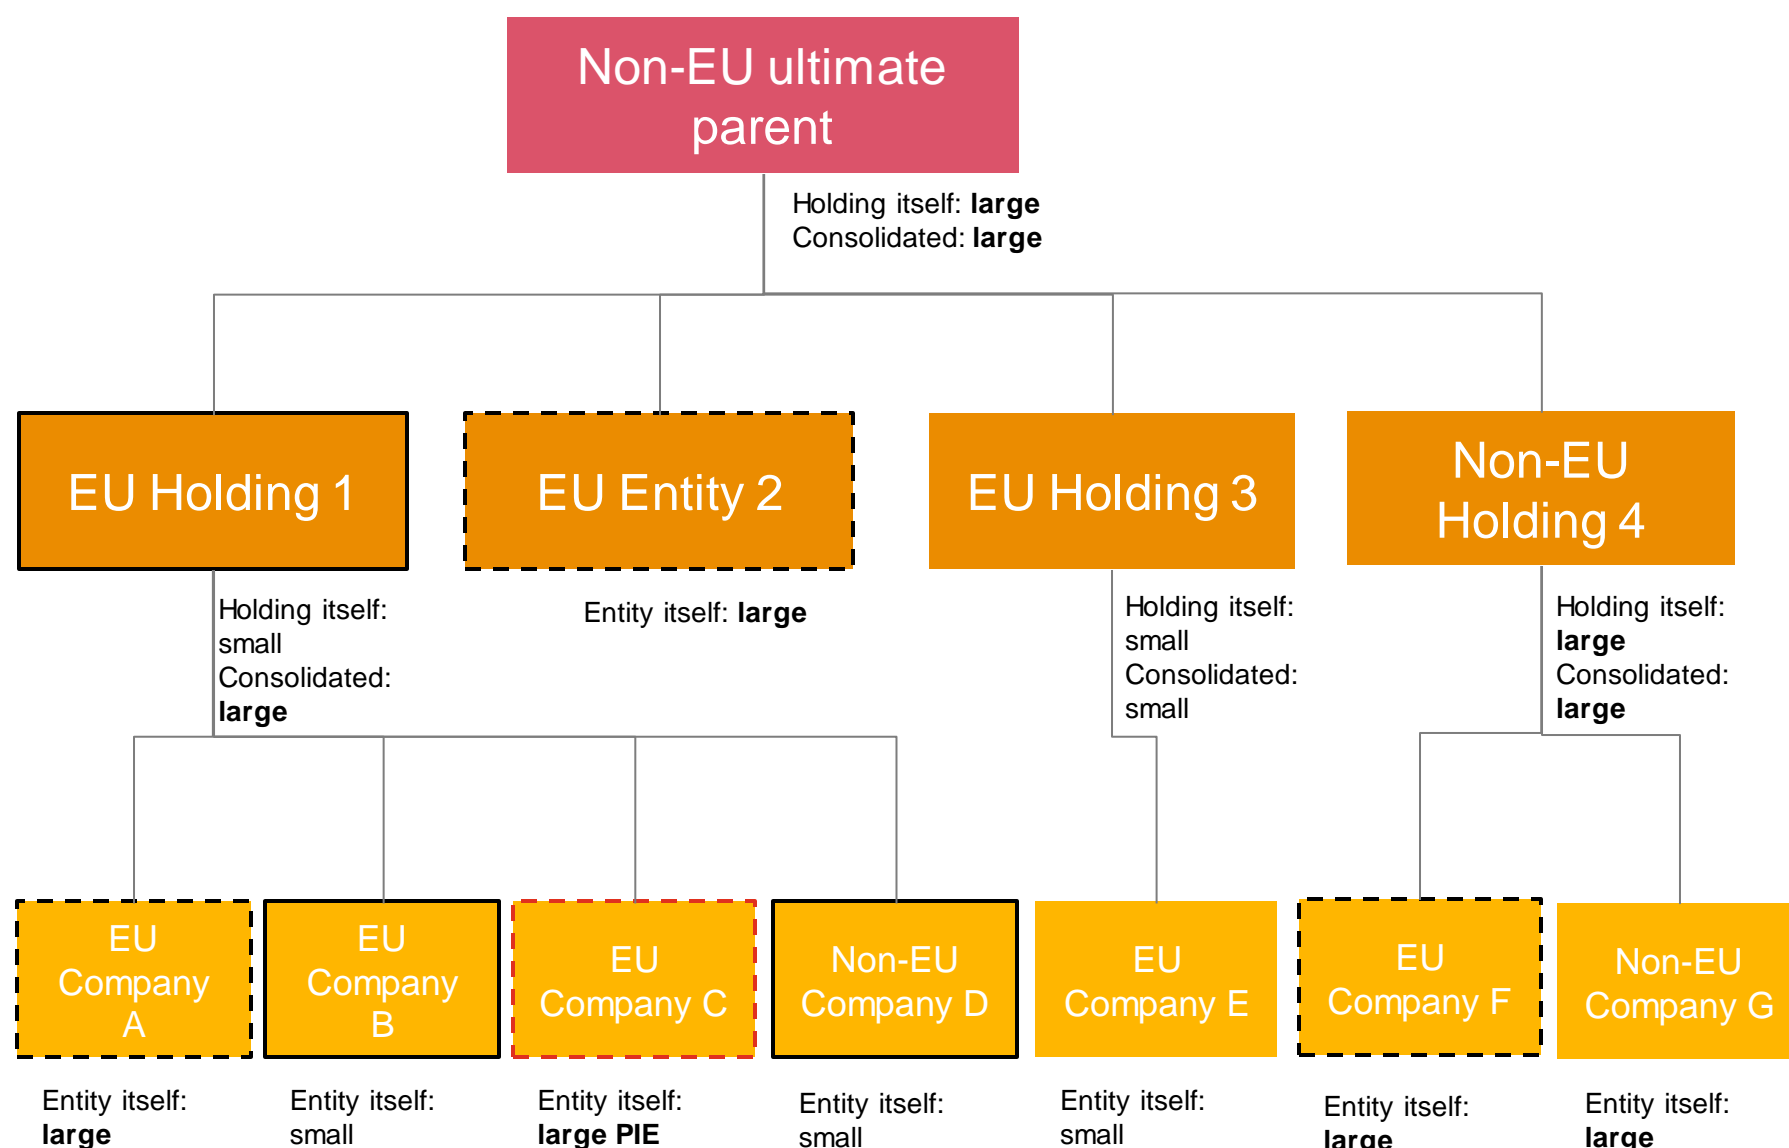 Non-EU ultimate
parent
Holding itself: large
Consolidated: large
EU Holding 1
EU Entity 2
EU Holding 3
Non-EU
Holding 4
Holding itself:
small
Consolidated:
large
Entity itself: large
Holding itself:
small
Consolidated:
small
Holding itself:
large
Consolidated:
large
EU
Company
A
EU
Company
B
EU
Company C
Non-EU
Company D
EU
Company E
EU
Company F
Non-EU
Company G
Entity itself:
large
Entity itself:
small
Entity itself:
large PIE
Entity itself:
small
Entity itself:
small
Entity itself:
large
Entity itself:
large